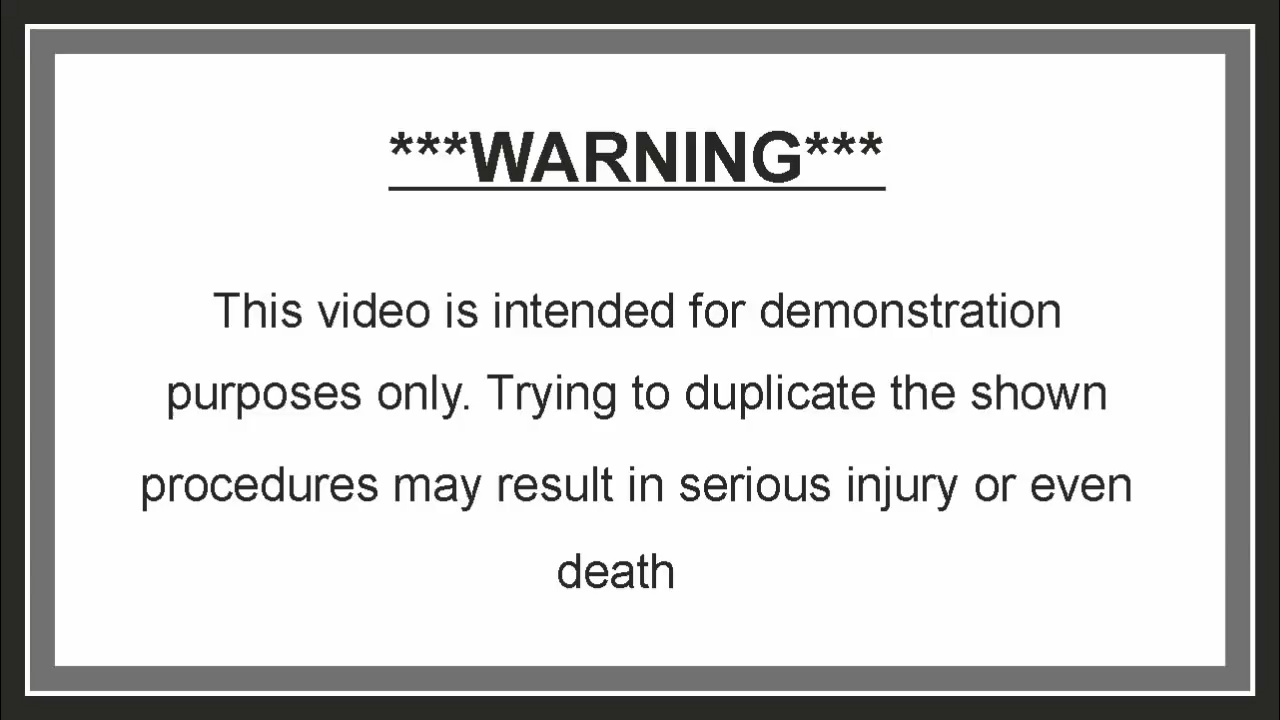 ***WARNING***
This video is intended for demonstration
purposes only. Trying to duplicate the shown
procedures may result in serious injury or even
death